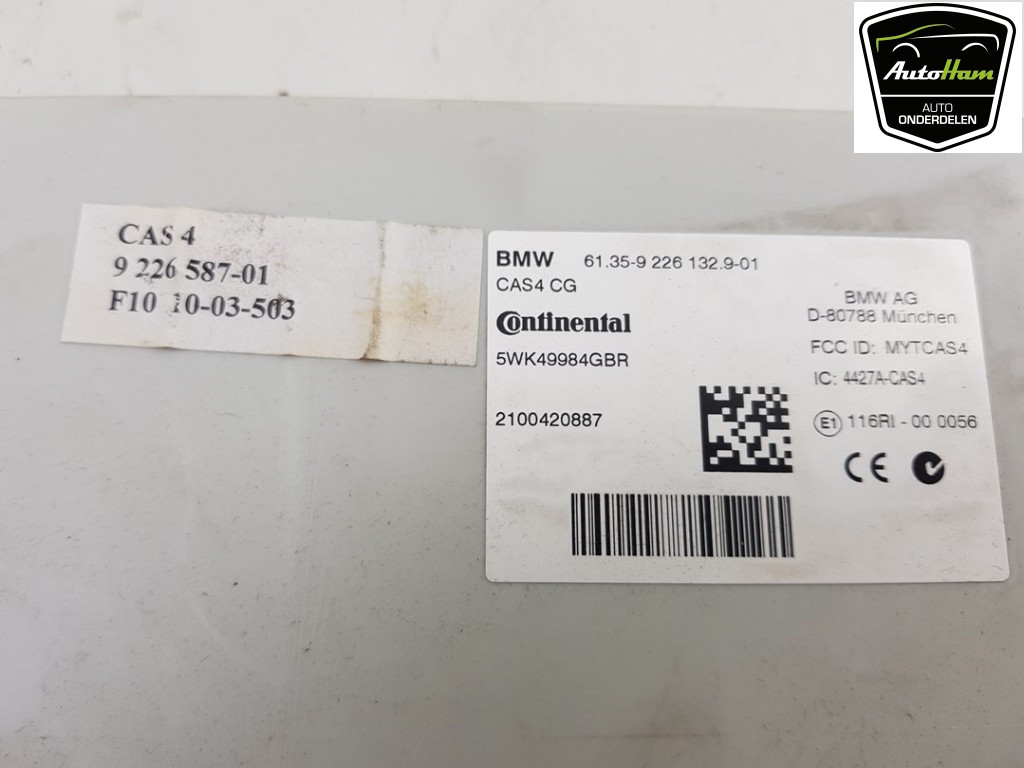 AutoHam
AUTO
ONDERDELEN
CAS 4
9 226 587-01
F10 10-03-503
BMW 61.35-9 226 132.9-01
CAS4 CG
Continental
5WK49984GBR
2100420887
BMW AG
D-80788 München
FCC ID: MYTCAS4
IC: 4427A-CAS4
E1 116RI - 00 0056
CE